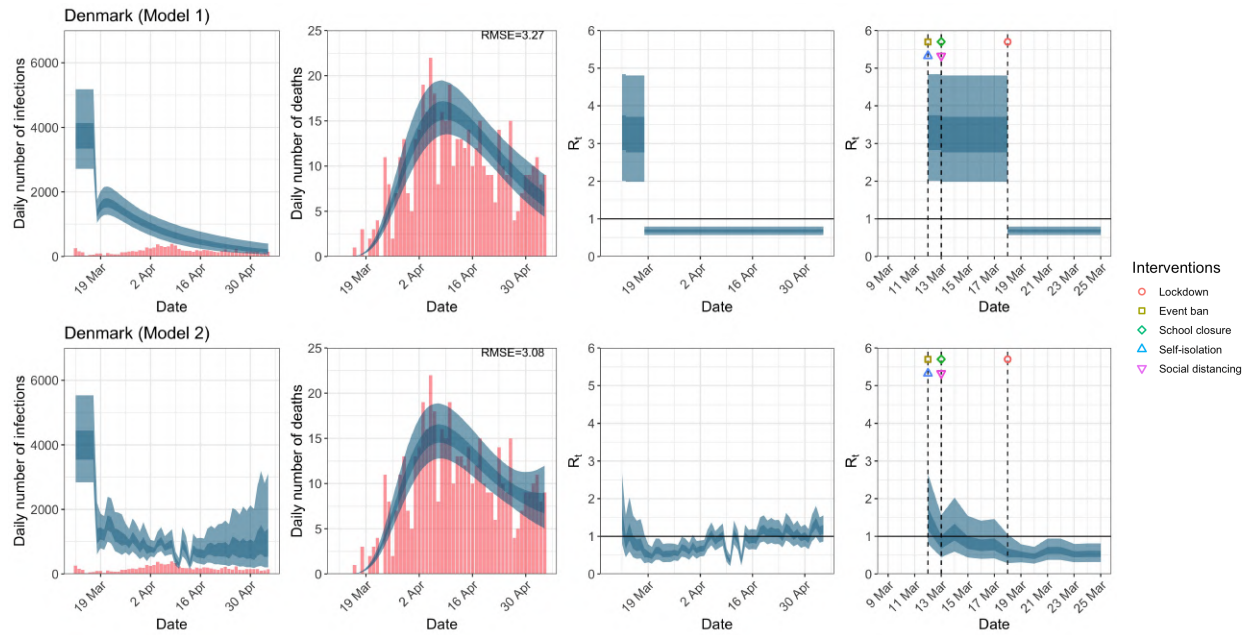 Denmark (Model 1)
Daily number of infections
6000
4000
2000
0
19 Mar
2 Apr
16 Apr
30 Apr
Date
Daily number of deaths
RMSE=3.27
25
20
15
10
5
0
19 Mar
2 Apr
16 Apr
30 Apr
Date
Rt
6
5
4
3
2
1
0
19 Mar
2 Apr
16 Apr
30 Apr
Date
Rt
6
5
4
3
2
1
0
9 Mar
11 Mar
13 Mar
15 Mar
17 Mar
19 Mar
21 Mar
23 Mar
25 Mar
Date
Interventions
Lockdown
Event ban
School closure
Self-isolation
Social distancing
Denmark (Model 2)
Daily number of infections
6000
4000
2000
0
19 Mar
2 Apr
16 Apr
30 Apr
Date
Daily number of deaths
RMSE=3.08
25
20
15
10
5
0
19 Mar
2 Apr
16 Apr
30 Apr
Date
Rt
6
5
4
3
2
1
0
19 Mar
2 Apr
16 Apr
30 Apr
Date
Rt
6
5
4
3
2
1
0
9 Mar
11 Mar
13 Mar
15 Mar
17 Mar
19 Mar
21 Mar
23 Mar
25 Mar
Date